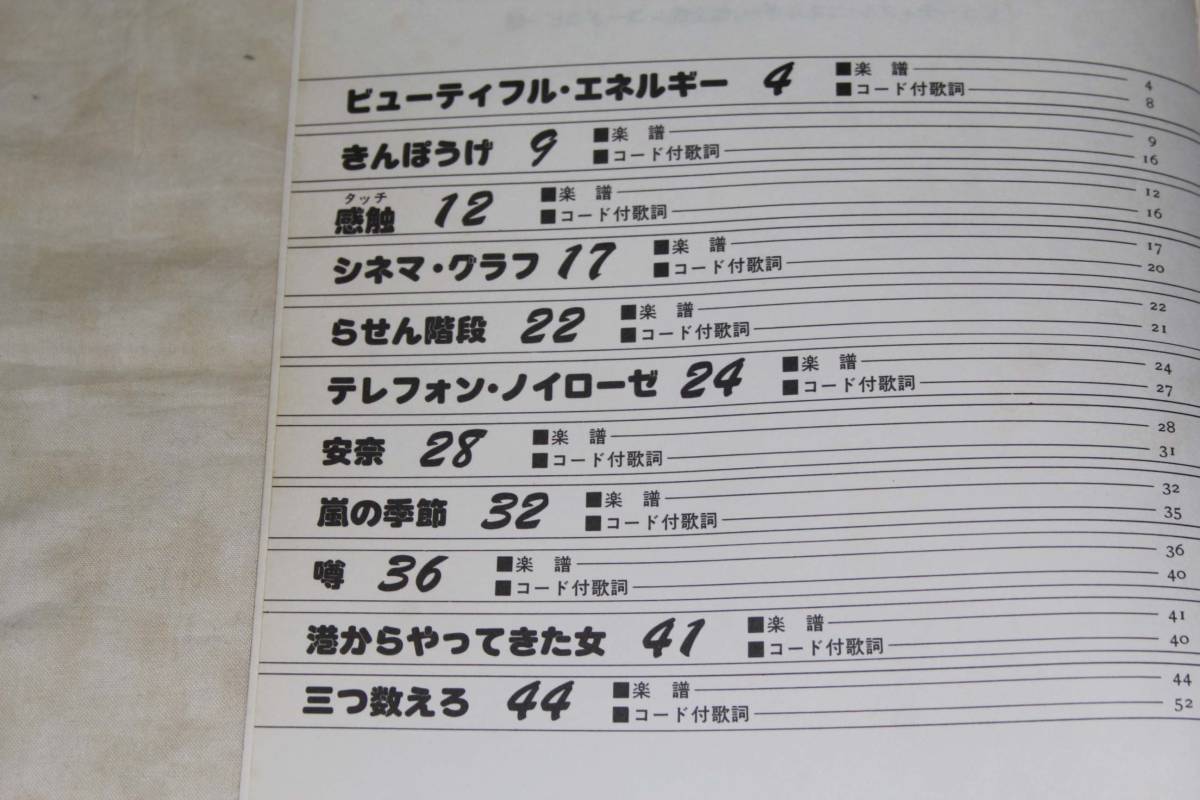 ビューティフル・エネルギー 4 ■楽 譜 4
■コード付歌詞 8
きんぽうげ 9 ■楽 譜 9
■コード付歌詞 16
タッチ
感触 12 ■楽 譜 12
■コード付歌詞 16
シネマ・グラフ 17 ■楽 譜 17
■コード付歌詞 20
らせん階段 22 ■楽 譜 22
■コード付歌詞 21
テレフォン・ノイローゼ 24 ■楽 譜 24
■コード付歌詞 27
安奈 28 ■楽 譜 28
■コード付歌詞 31
嵐の季節 32 ■楽 譜 32
■コード付歌詞 35
噂 36 ■楽 譜 36
■コード付歌詞 40
港からやってきた女 41 ■楽 譜 41
■コード付歌詞 40
三つ数えろ 44 ■楽 譜 44
■コード付歌詞 52